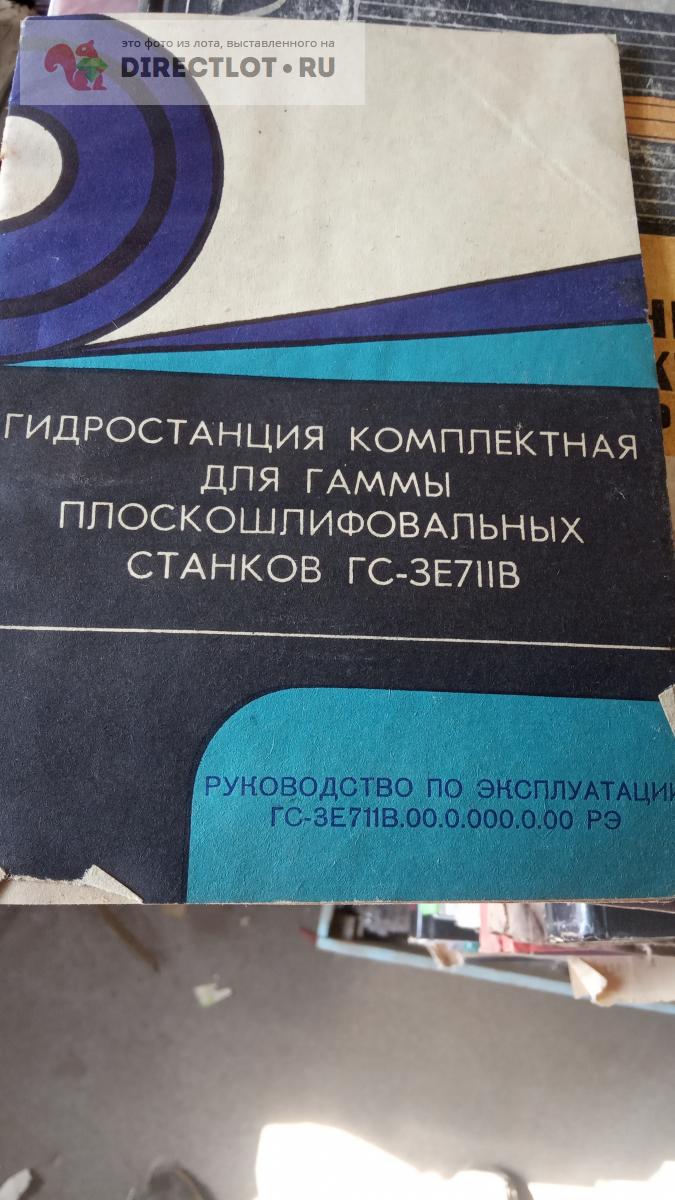 это фото из лота, выставленного на
DIRECTLOT•RU
ГИДРОСТАНЦИЯ КОМПЛЕКТНАЯ
ДЛЯ ГАММЫ
ПЛОСКОШЛИФОВАЛЬНЫХ
СТАНКОВ ГС-3Е711В
РУКОВОДСТВО ПО ЭКСПЛУАТАЦИИ
ГС-3Е711В.00.0.000.0.00 РЭ